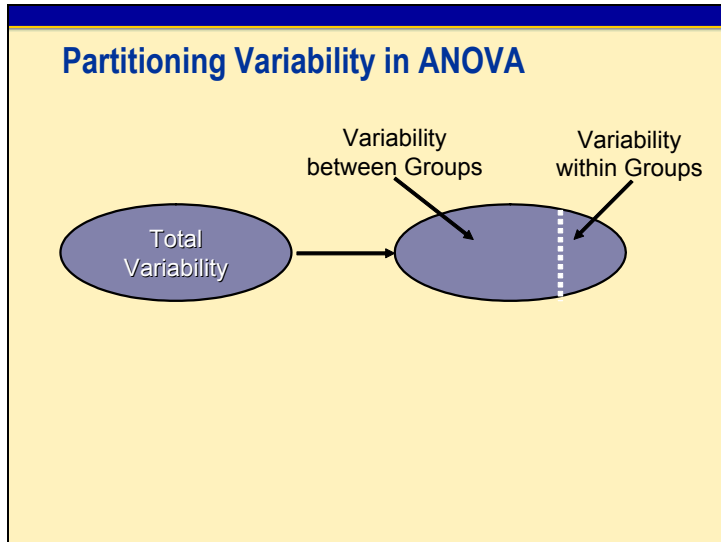 Partitioning Variability in ANOVA
Variability
between Groups
Variability
within Groups
Total
Variability